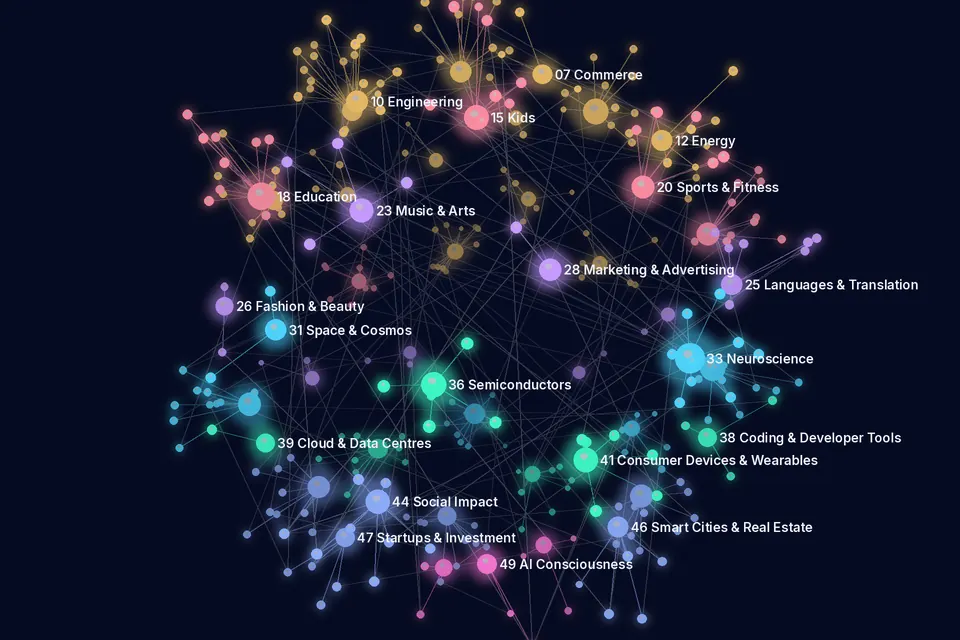 07 Commerce
10 Engineering
15 Kids
12 Energy
20 Sports & Fitness
18 Education
23 Music & Arts
28 Marketing & Advertising
25 Languages & Translation
26 Fashion & Beauty
31 Space & Cosmos
33 Neuroscience
36 Semiconductors
38 Coding & Developer Tools
39 Cloud & Data Centres
41 Consumer Devices & Wearables
44 Social Impact
46 Smart Cities & Real Estate
47 Startups & Investment
49 AI Consciousness